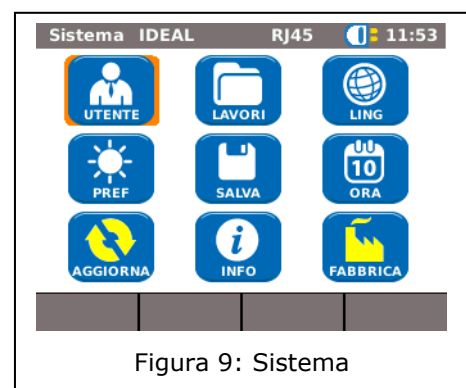 Sistema IDEAL RJ45 11:53
UTENTE LAVORI LING
10
PREF SALVA ORA
i
AGGIORNA INFO FABBRICA
Figura 9: Sistema